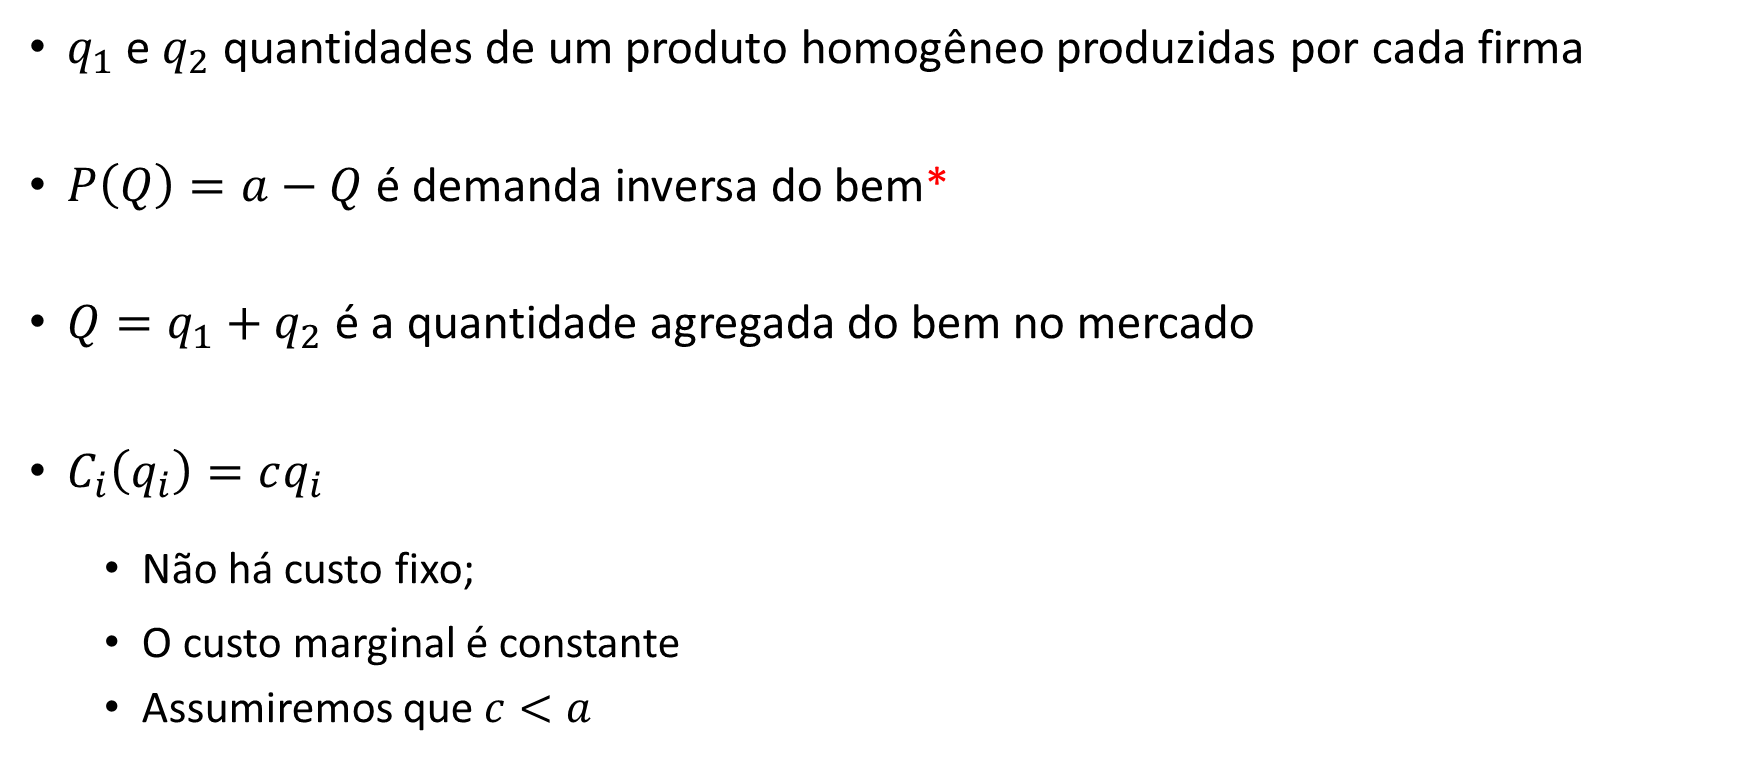 • q₁ e q₂ quantidades de um produto homogêneo produzidas por cada firma
• P(Q) = a − Q é demanda inversa do bem*
• Q = q₁ + q₂ é a quantidade agregada do bem no mercado
• Cᵢ(qᵢ) = cqᵢ
• Não há custo fixo;
• O custo marginal é constante
• Assumiremos que c < a